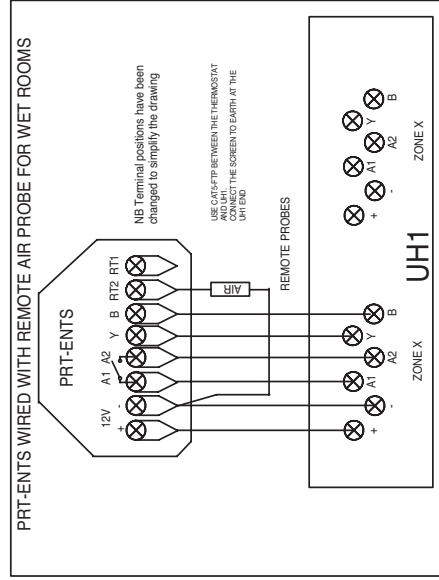 PRT-ENTS WIRED WITH REMOTE AIR PROBE FOR WET ROOMS
PRT-ENTS
NB Terminal positions have been
changed to simplify the drawing
12V
+ - A1 A2 Y B RT2 RT1
USE CAT5-FTP BETWEEN THE THERMOSTAT
AND UH1.
CONNECT THE SCREEN TO EARTH AT THE
UH1 END
AIR
REMOTE PROBES
+ - A1 A2 Y B
ZONE X
UH1
+ - A1 A2 Y B
ZONE X